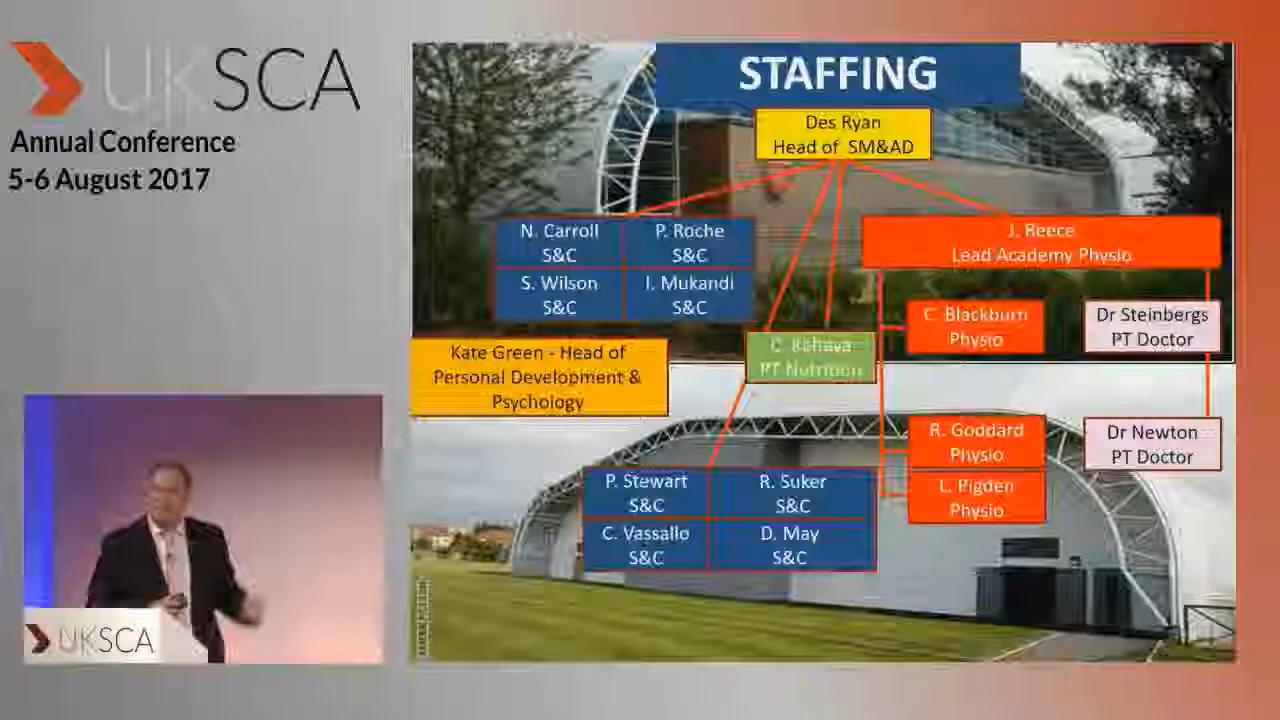 UKSCA
Annual Conference
5-6 August 2017
STAFFING
Des Ryan
Head of SM&AD
N. Carroll
S&C
P. Roche
S&C
S. Wilson
S&C
I. Mukandi
S&C
J. Reece
Lead Academy Physio
C. Blackburn
Physio
Dr Steinbergs
PT Doctor
Kate Green - Head of
Personal Development &
Psychology
PT Nutrition
R. Goddard
Physio
Dr Newton
PT Doctor
L. Pigden
Physio
P. Stewart
S&C
R. Suker
S&C
C. Vassallo
S&C
D. May
S&C
UKSCA